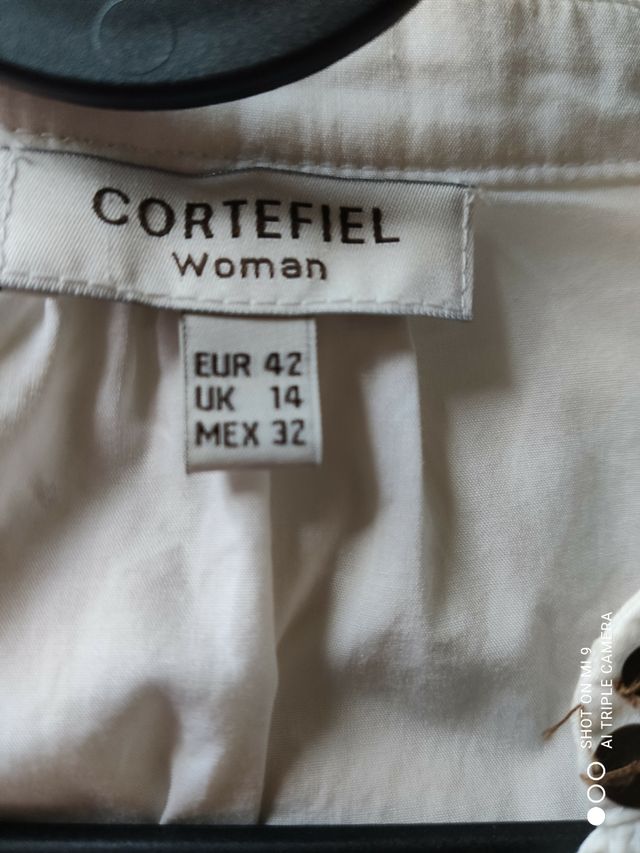 CORTEFIEL
Woman
EUR 42
UK 14
MEX 32
SHOT ON MI 9
AI TRIPLE CAMERA